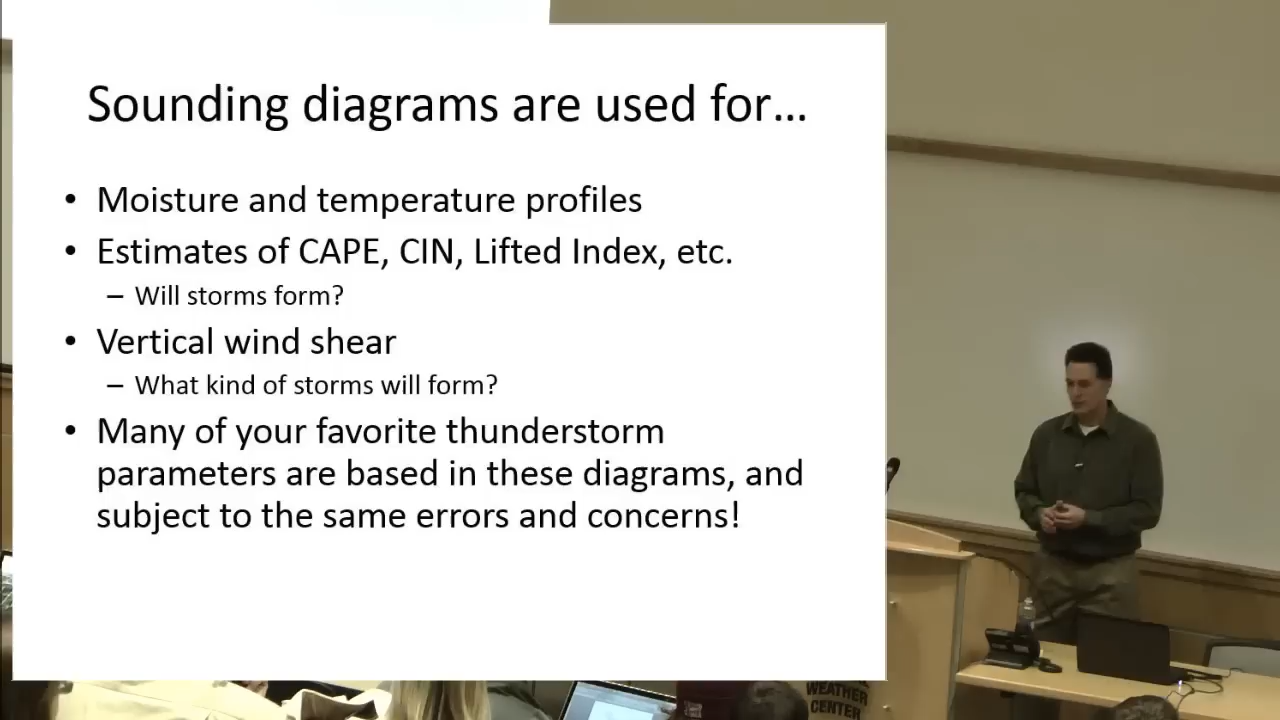 Sounding diagrams are used for...
• Moisture and temperature profiles
• Estimates of CAPE, CIN, Lifted Index, etc.
– Will storms form?
• Vertical wind shear
– What kind of storms will form?
• Many of your favorite thunderstorm
parameters are based in these diagrams, and
subject to the same errors and concerns!
WEATHER
CENTER